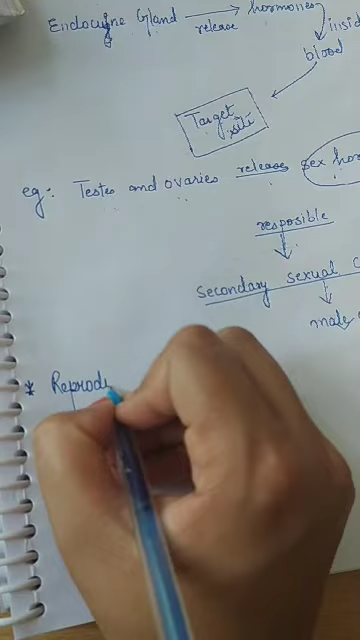 Endocrine Gland → hormones
release
inside
blood
Target
site
eg: Testes and ovaries release sex hor
resposible
secondary sexual c
male
* Reprodu